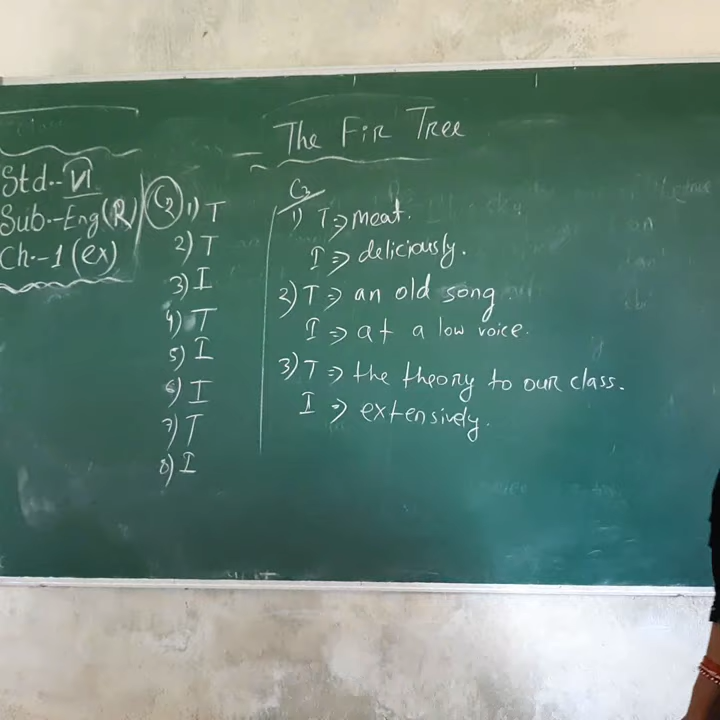 The Fir Tree
Std.- VI
Sub.- Eng(R)
Ch.- 1 (ex)
C2
1) T
2) T
3) I
4) T
5) I
6) I
7) T
8) I
C3
1) T => meat.
I => deliciously.
2) T => an old song
I => at a low voice.
3) T => the theory to our class.
I => extensively.